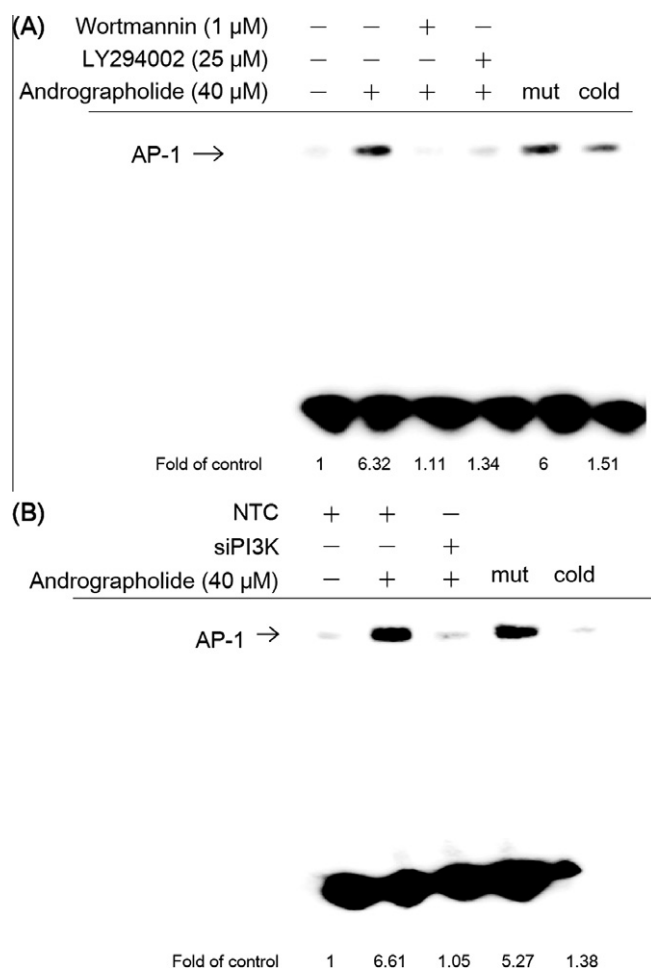 (A) Wortmannin (1 μM) − − + −
LY294002 (25 μM) − − − +
Andrographolide (40 μM) − + + + mut cold
AP-1 →
Fold of control 1 6.32 1.11 1.34 6 1.51
(B) NTC + + −
siPI3K − − +
Andrographolide (40 μM) − + + mut cold
AP-1 →
Fold of control 1 6.61 1.05 5.27 1.38